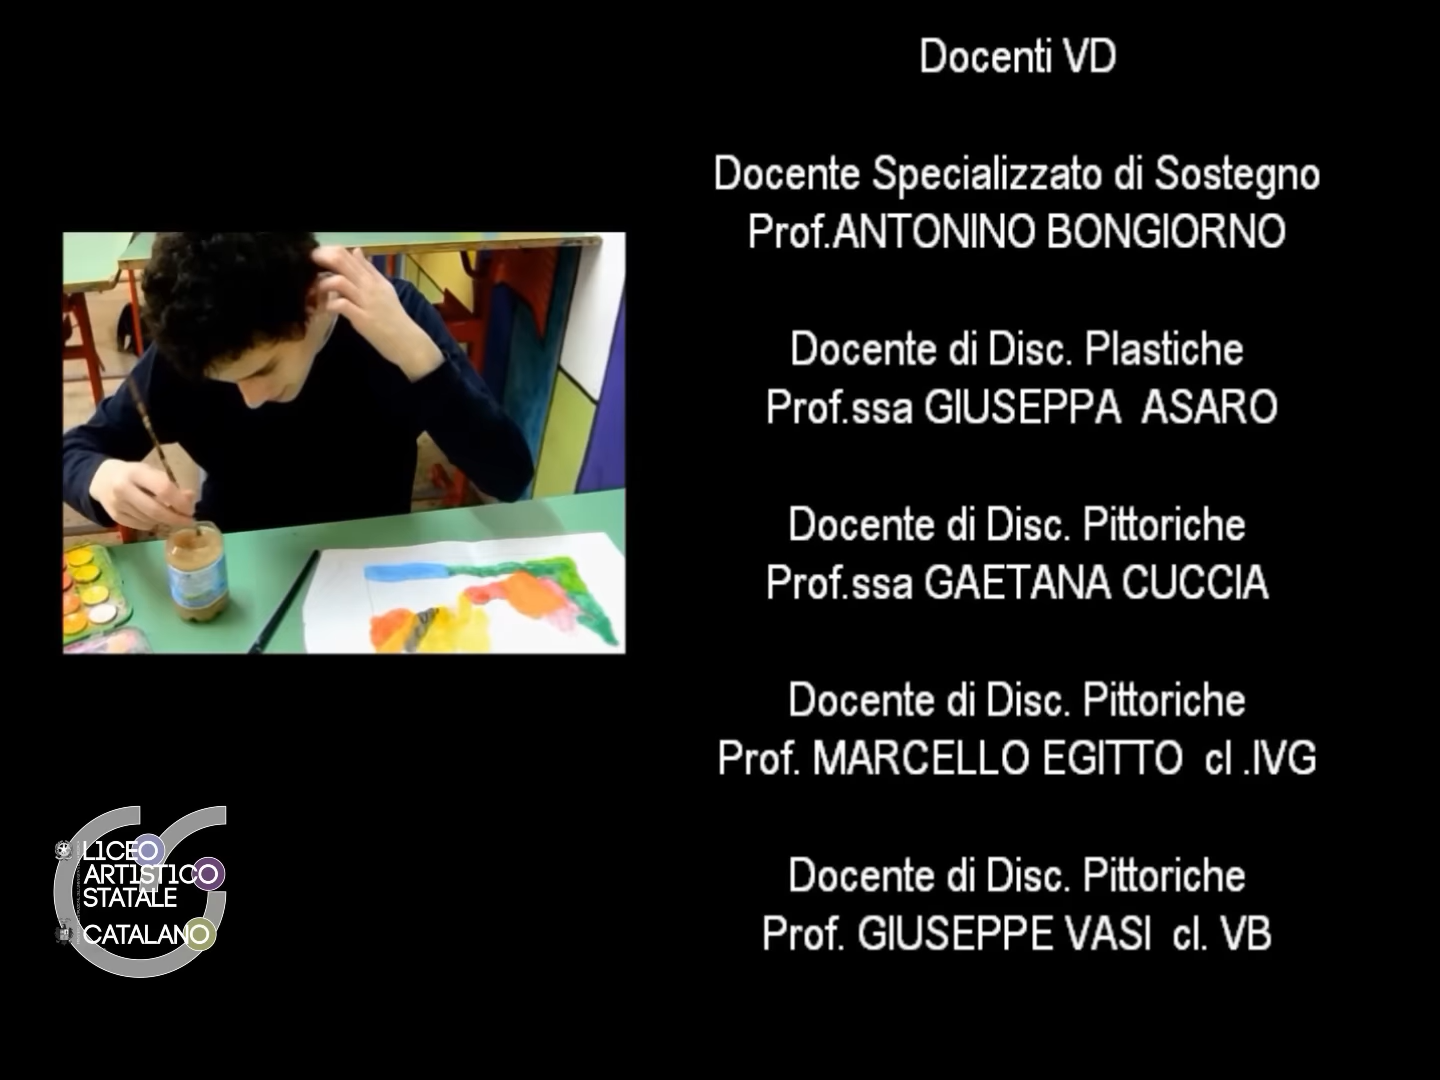 Docenti VD
Docente Specializzato di Sostegno
Prof.ANTONINO BONGIORNO
Docente di Disc. Plastiche
Prof.ssa GIUSEPPA ASARO
Docente di Disc. Pittoriche
Prof.ssa GAETANA CUCCIA
Docente di Disc. Pittoriche
Prof. MARCELLO EGITTO cl .IVG
Docente di Disc. Pittoriche
Prof. GIUSEPPE VASI cl. VB
L1CEO
ART1ST1CO
STATALE
CATALANO